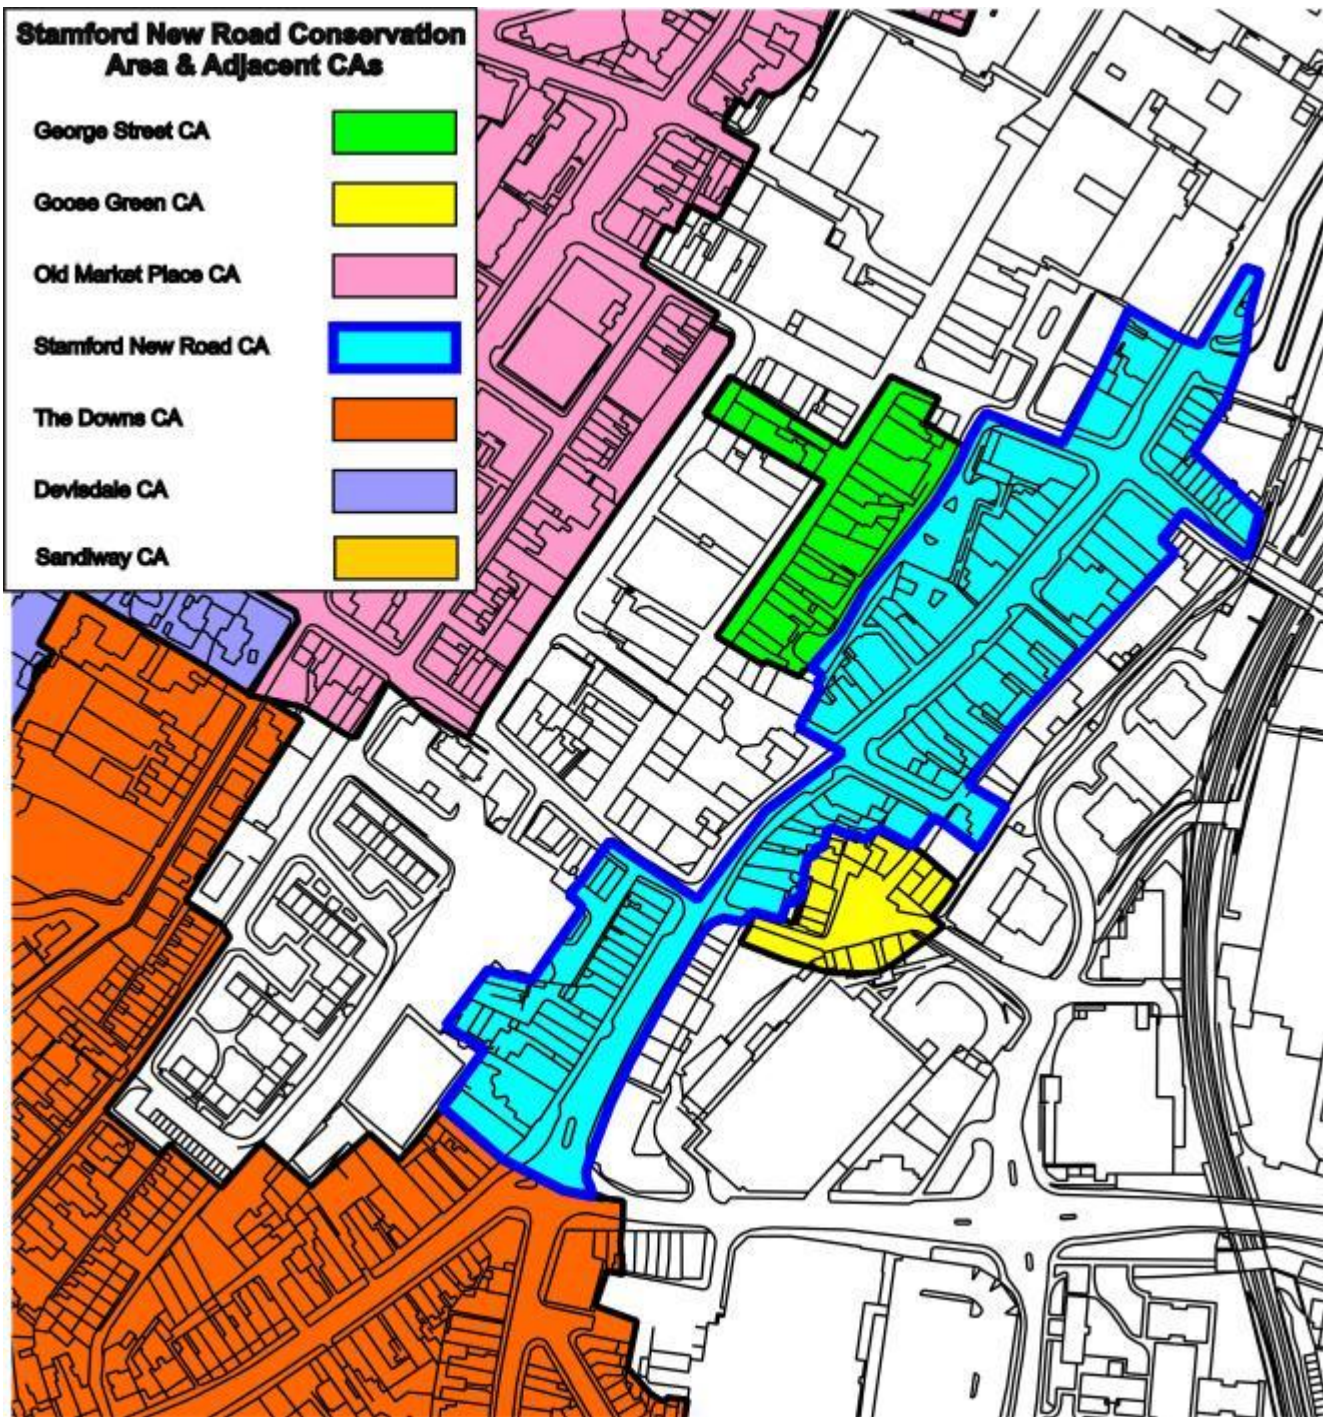 Stamford New Road Conservation
Area & Adjacent CAs
George Street CA
Goose Green CA
Old Market Place CA
Stamford New Road CA
The Downs CA
Devisdale CA
Sandiway CA